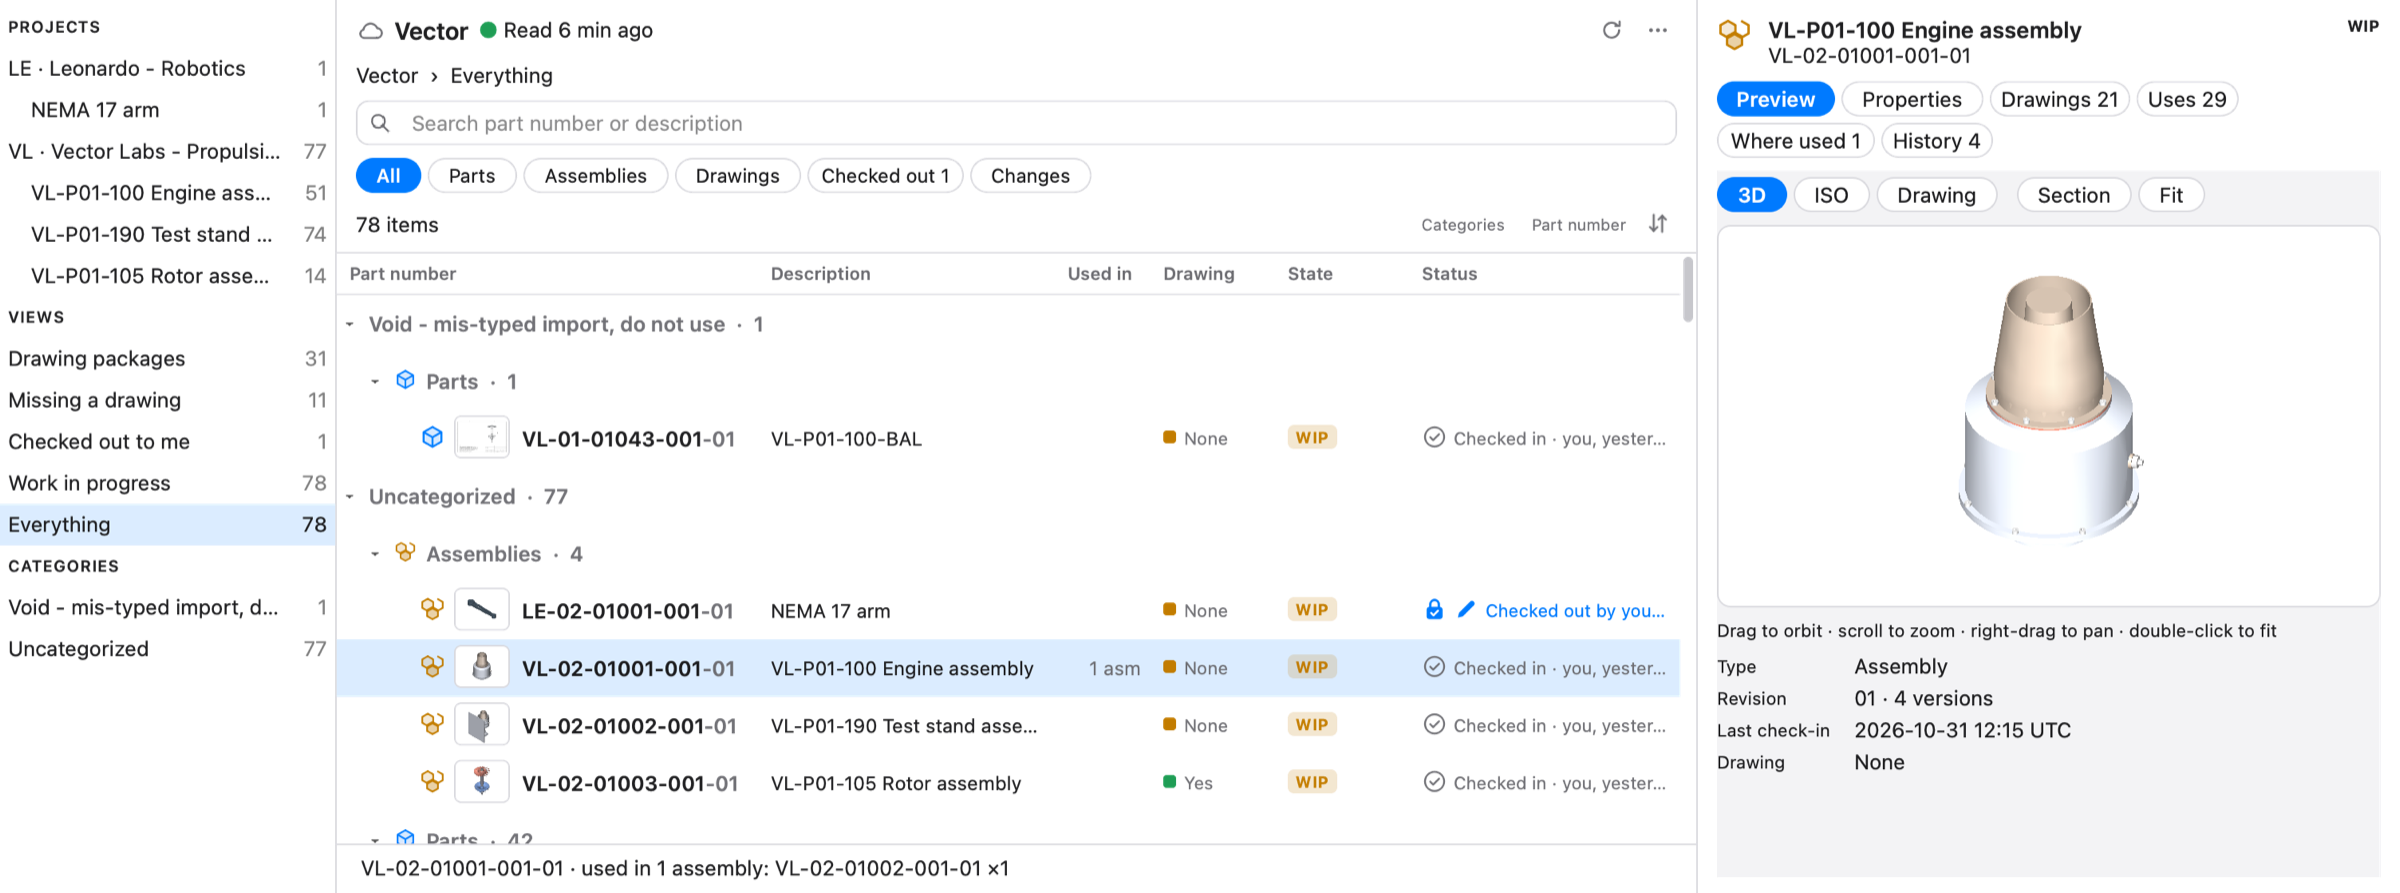 PROJECTS
LE · Leonardo - Robotics 1
NEMA 17 arm 1
VL · Vector Labs - Propulsi... 77
VL-P01-100 Engine ass... 51
VL-P01-190 Test stand ... 74
VL-P01-105 Rotor asse... 14
VIEWS
Drawing packages 31
Missing a drawing 11
Checked out to me 1
Work in progress 78
Everything 78
CATEGORIES
Void - mis-typed import, d... 1
Uncategorized 77
Vector Read 6 min ago
Vector › Everything
Search part number or description
All Parts Assemblies Drawings Checked out 1 Changes
78 items Categories Part number
Part number Description Used in Drawing State Status
Void - mis-typed import, do not use · 1
Parts · 1
VL-01-01043-001-01 VL-P01-100-BAL None WIP Checked in · you, yester...
Uncategorized · 77
Assemblies · 4
LE-02-01001-001-01 NEMA 17 arm None WIP Checked out by you...
VL-02-01001-001-01 VL-P01-100 Engine assembly 1 asm None WIP Checked in · you, yester...
VL-02-01002-001-01 VL-P01-190 Test stand asse... None WIP Checked in · you, yester...
VL-02-01003-001-01 VL-P01-105 Rotor assembly Yes WIP Checked in · you, yester...
Parts · 42
VL-02-01001-001-01 · used in 1 assembly: VL-02-01002-001-01 ×1
VL-P01-100 Engine assembly WIP
VL-02-01001-001-01
Preview Properties Drawings 21 Uses 29
Where used 1 History 4
3D ISO Drawing Section Fit
Drag to orbit · scroll to zoom · right-drag to pan · double-click to fit
Type Assembly
Revision 01 · 4 versions
Last check-in 2026-10-31 12:15 UTC
Drawing None